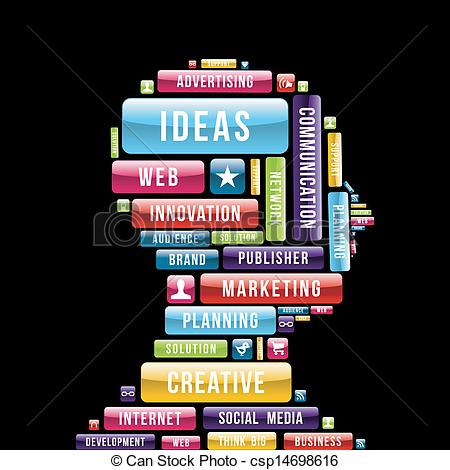 SUPPORT
ADVERTISING
IDEAS
COMMUNICATION
SUPPORT
WEB
NETWORK
INNOVATION
PLANNING
AUDIENCE
SOLUTION
BRAND
PUBLISHER
MARKETING
PLANNING
AUDIENCE
WEB
SOLUTION
CREATIVE
INTERNET
SOCIAL MEDIA
DEVELOPMENT
WEB
THINK BIG
BUSINESS
© Can Stock Photo - csp14698616